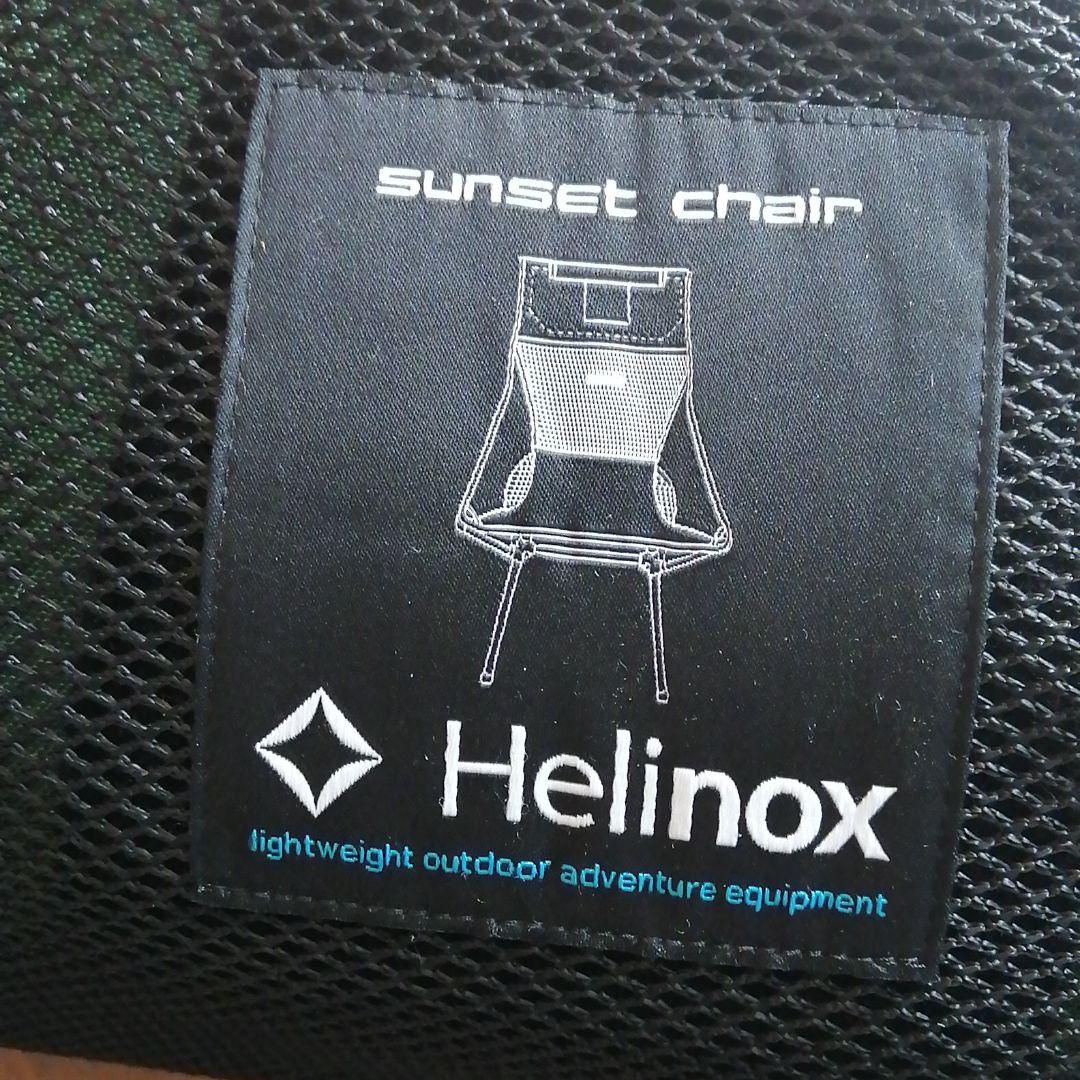 sunset chair
Helinox
lightweight outdoor adventure equipment